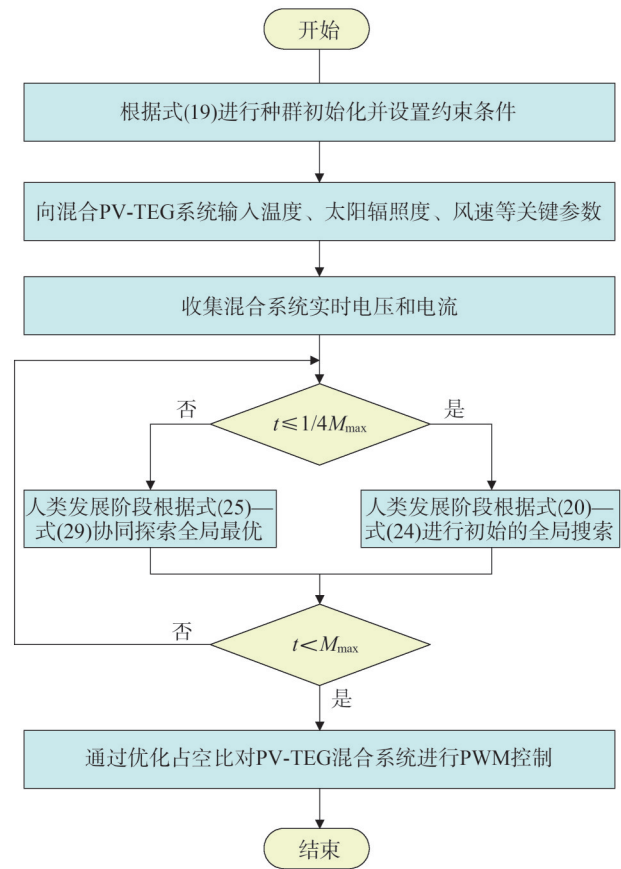 开始
根据式(19)进行种群初始化并设置约束条件
向混合PV-TEG系统输入温度、太阳辐照度、风速等关键参数
收集混合系统实时电压和电流
否
t≤1/4Mmax
是
人类发展阶段根据式(25)—
式(29)协同探索全局最优
人类发展阶段根据式(20)—
式(24)进行初始的全局搜索
否
t<Mmax
是
通过优化占空比对PV-TEG混合系统进行PWM控制
结束